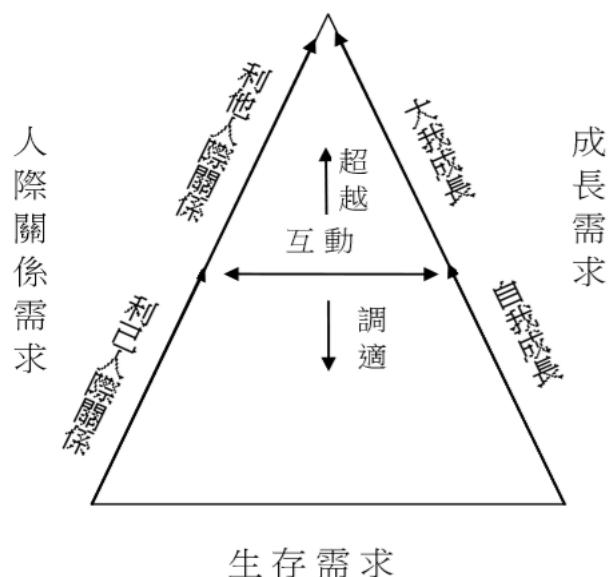 人際關係需求
利他人際關係
利己人際關係
超越
互動
調適
大我成長
自我成長
成長需求
生存需求